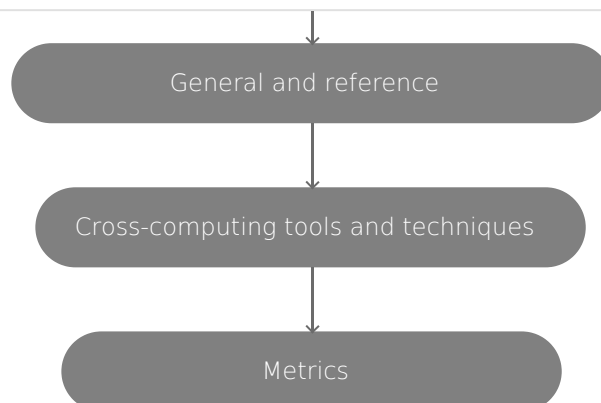 General and reference
Cross-computing tools and techniques
Metrics